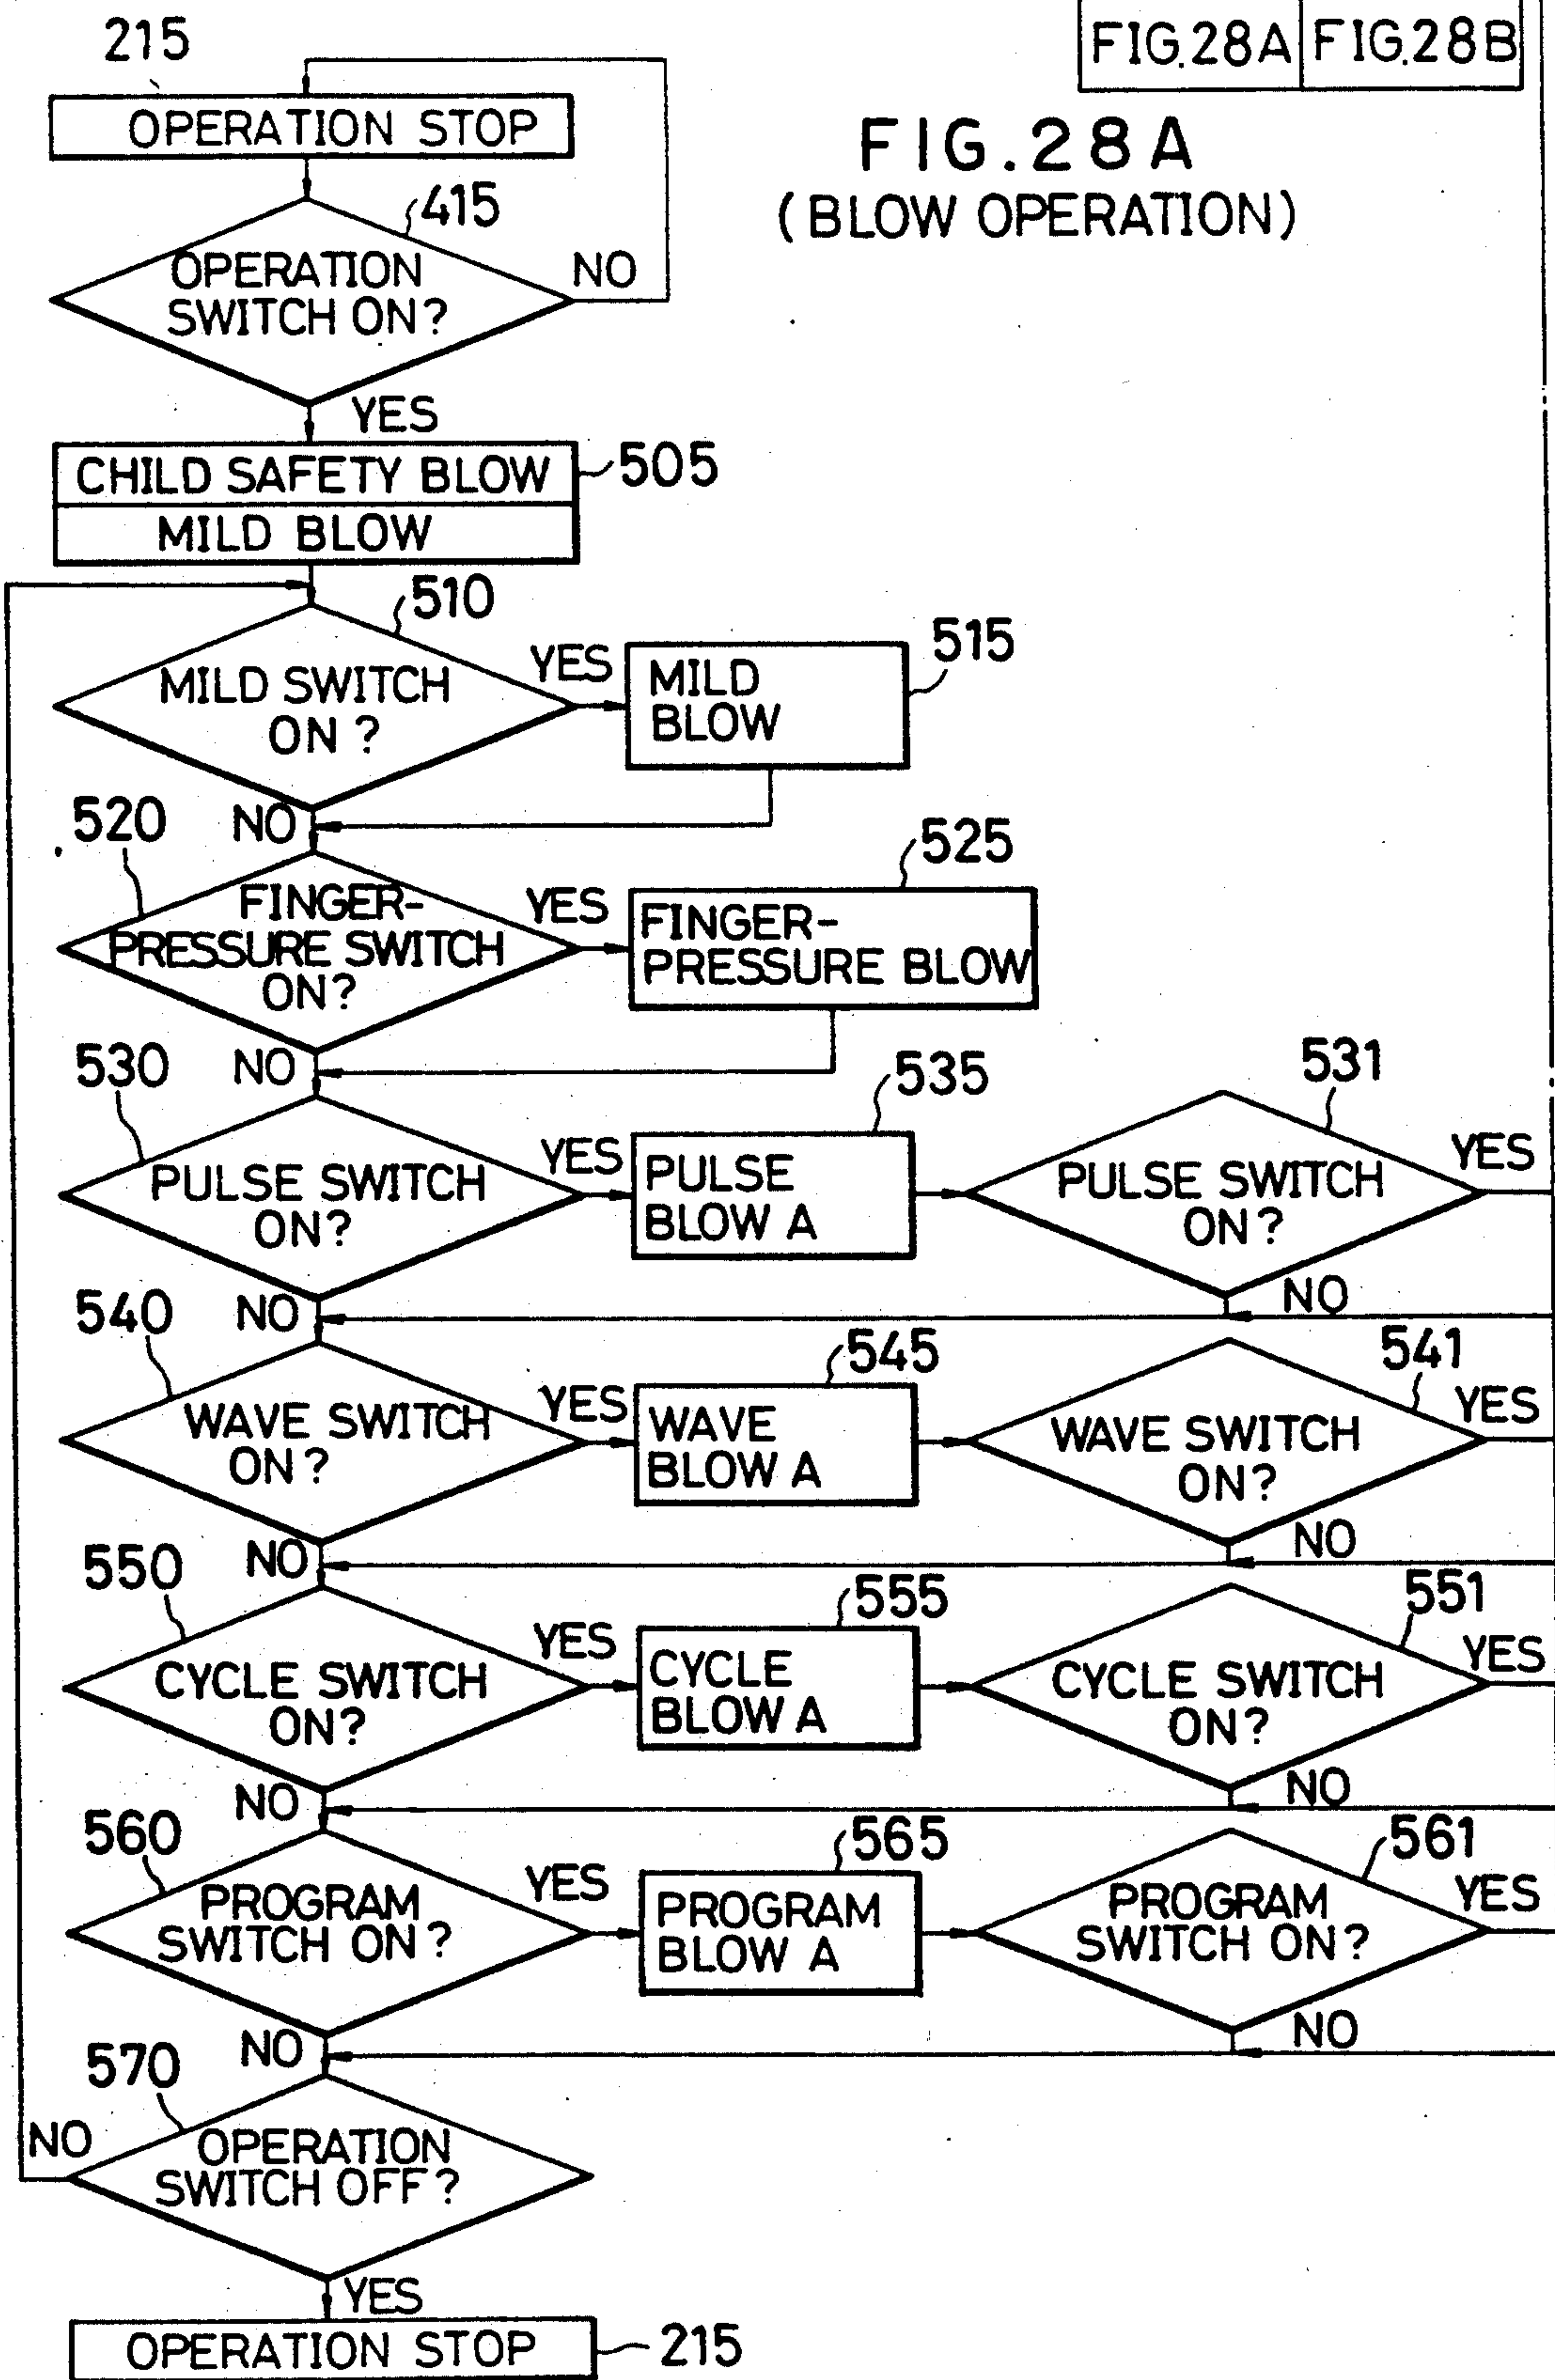 FIG.28A FIG.28B
FIG.28A
(BLOW OPERATION)
215
OPERATION STOP
415
OPERATION
SWITCH ON?
NO
YES
CHILD SAFETY BLOW
505
MILD BLOW
510
MILD SWITCH
ON?
YES
MILD
BLOW
515
NO
520
FINGER-
PRESSURE SWITCH
ON?
YES
FINGER-
PRESSURE BLOW
525
NO
530
PULSE SWITCH
ON?
YES
PULSE
BLOW A
535
PULSE SWITCH
ON?
531
YES
NO
NO
540
WAVE SWITCH
ON?
YES
WAVE
BLOW A
545
WAVE SWITCH
ON?
541
YES
NO
NO
550
CYCLE SWITCH
ON?
YES
CYCLE
BLOW A
555
CYCLE SWITCH
ON?
551
YES
NO
NO
560
PROGRAM
SWITCH ON?
YES
PROGRAM
BLOW A
565
PROGRAM
SWITCH ON?
561
YES
NO
NO
570
OPERATION
SWITCH OFF?
NO
YES
OPERATION STOP
215